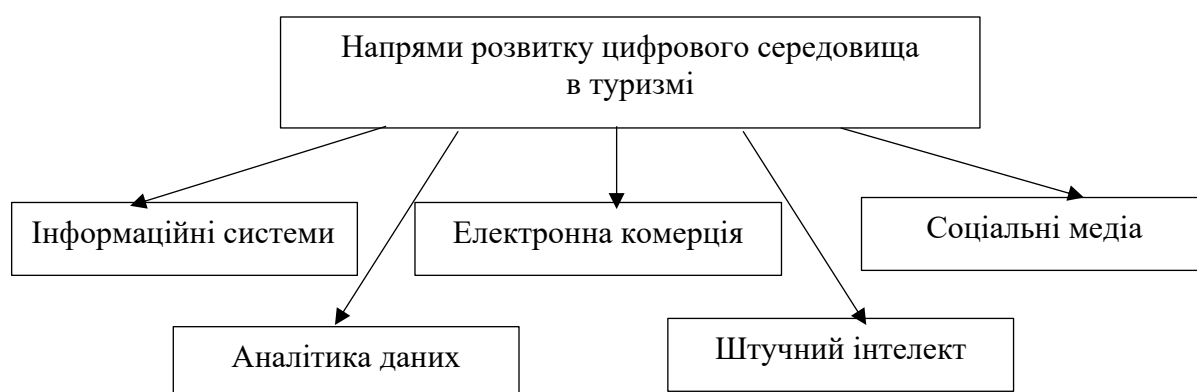 Напрями розвитку цифрового середовища
в туризмі
Інформаційні системи
Електронна комерція
Соціальні медіа
Аналітика даних
Штучний інтелект